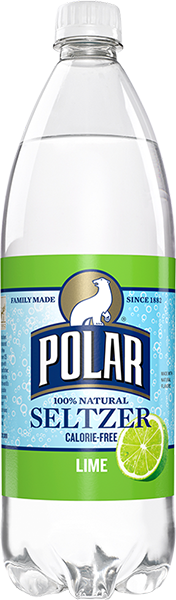 FAMILY MADE
SINCE 1882
POLAR
®
100% NATURAL
SELTZER
CALORIE-FREE
LIME